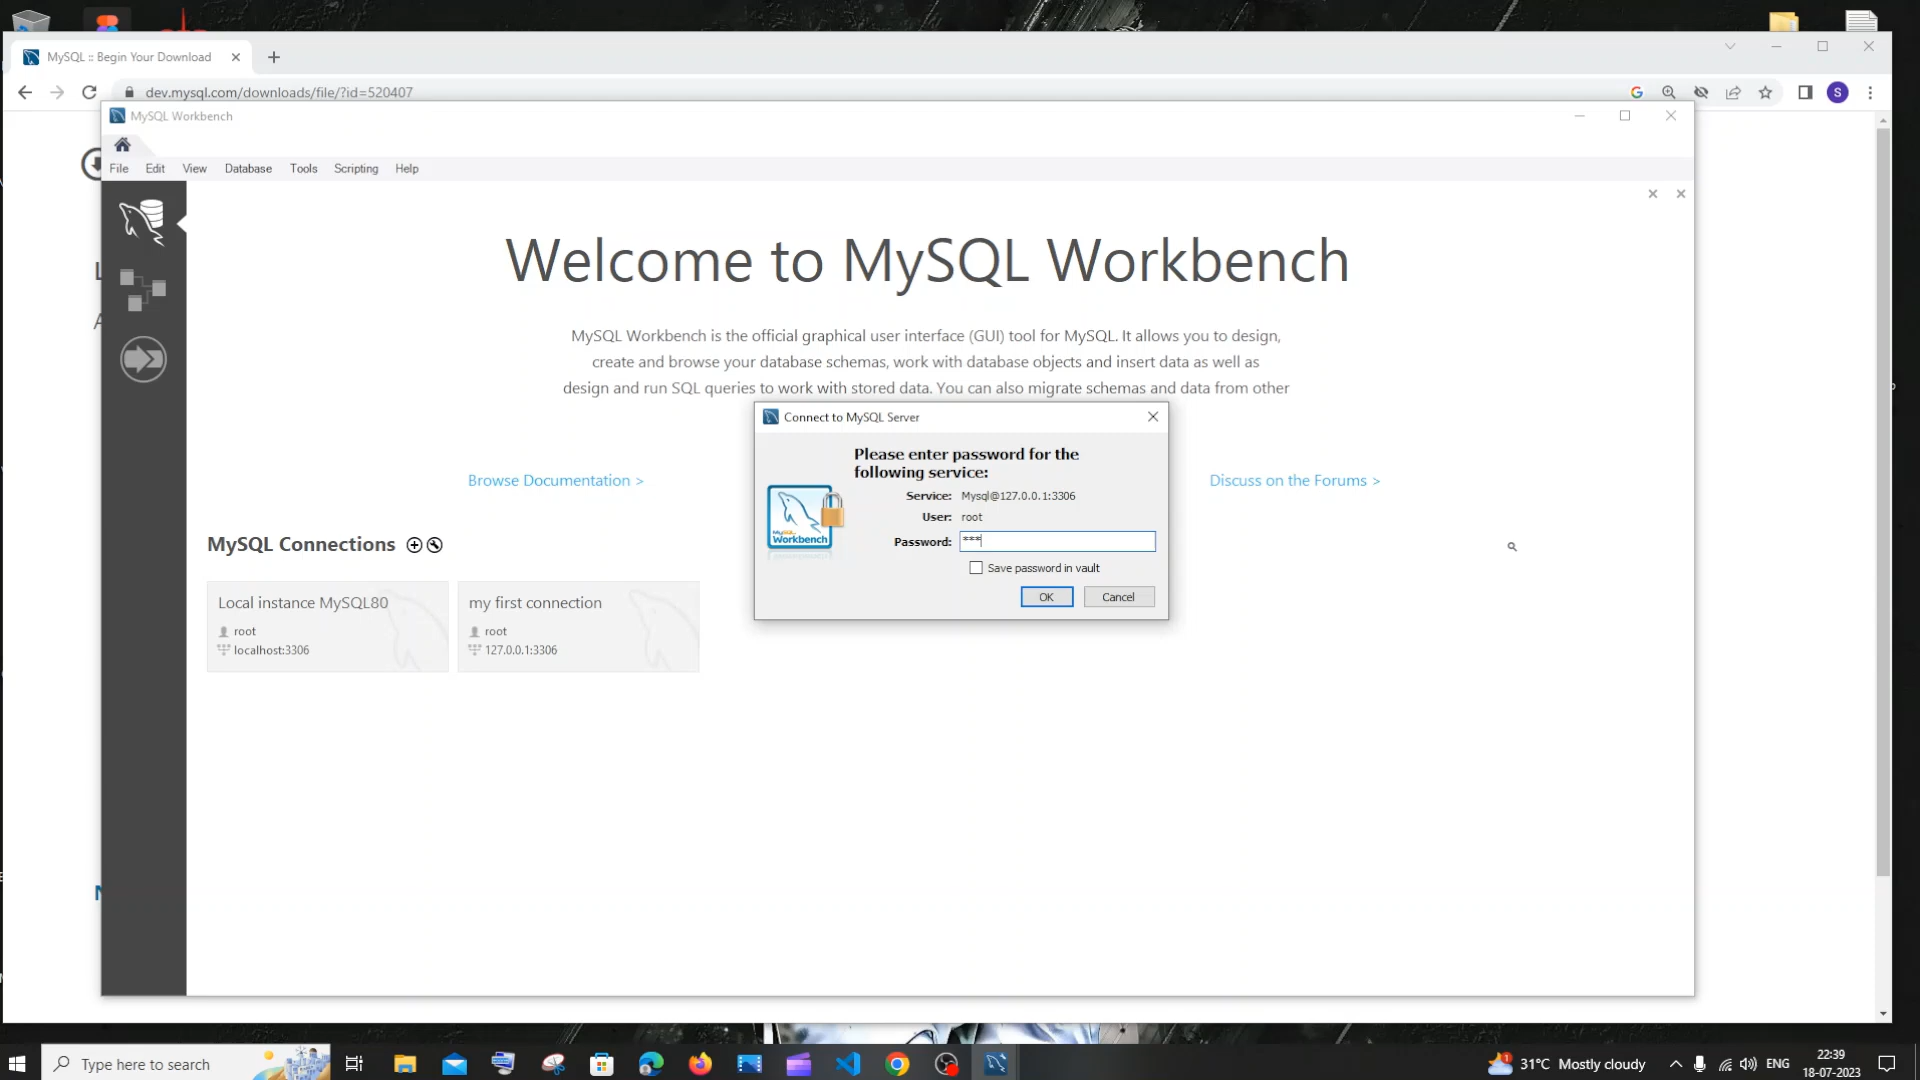 MySQL :: Begin Your Download
dev.mysql.com/downloads/file/?id=520407
S
MySQL Workbench
File Edit View Database Tools Scripting Help
Welcome to MySQL Workbench
MySQL Workbench is the official graphical user interface (GUI) tool for MySQL. It allows you to design,
create and browse your database schemas, work with database objects and insert data as well as
design and run SQL queries to work with stored data. You can also migrate schemas and data from other
Connect to MySQL Server
Please enter password for the
following service:
Service: Mysql@127.0.0.1:3306
User: root
Password: ***
Save password in vault
OK Cancel
Workbench
Browse Documentation >
Discuss on the Forums >
MySQL Connections
Local instance MySQL80
root
localhost:3306
my first connection
root
127.0.0.1:3306
Type here to search
1
31°C Mostly cloudy
ENG
22:39
18-07-2023